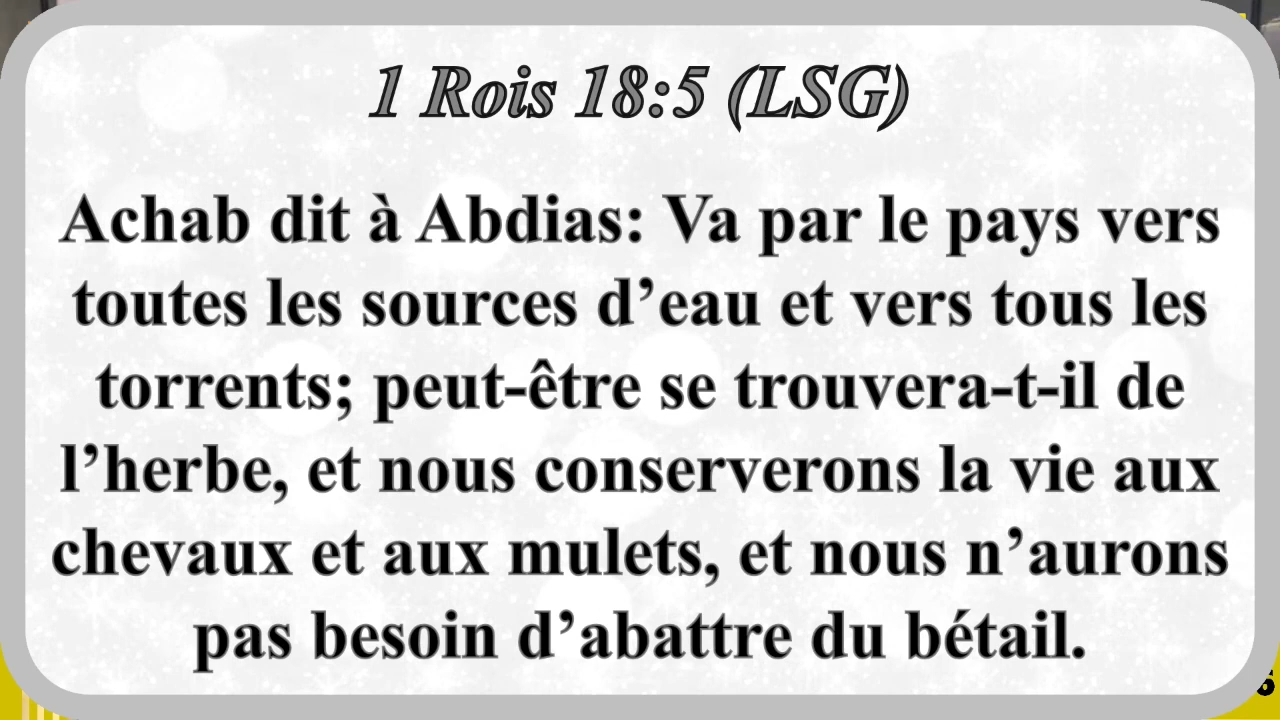 1 Rois 18:5 (LSG)
Achab dit à Abdias: Va par le pays vers
toutes les sources d’eau et vers tous les
torrents; peut-être se trouvera-t-il de
l’herbe, et nous conserverons la vie aux
chevaux et aux mulets, et nous n’aurons
pas besoin d’abattre du bétail.